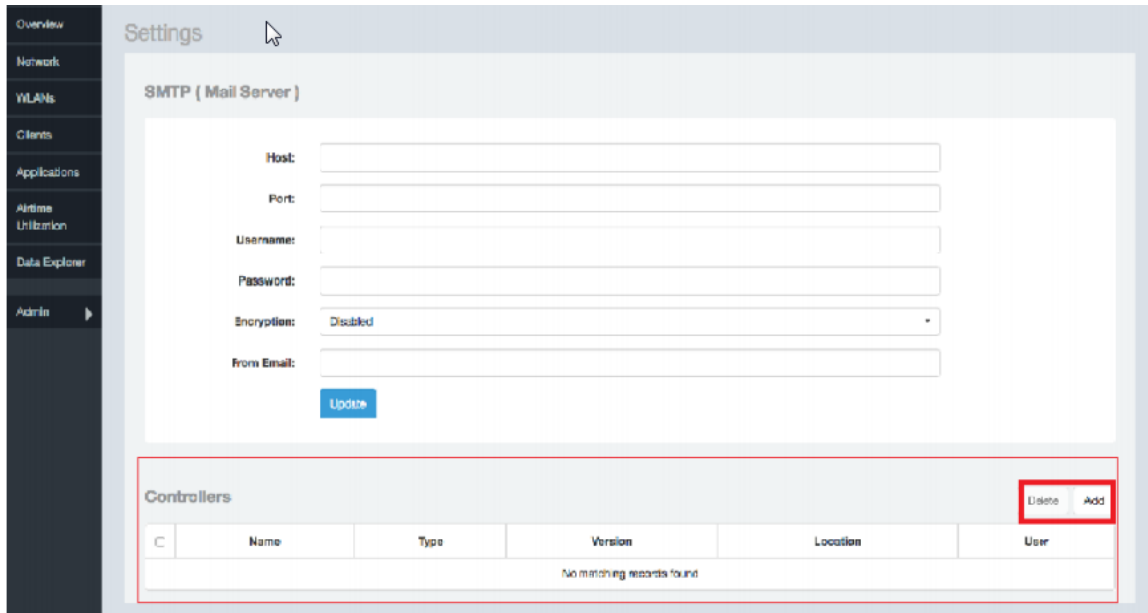 Overview
Network
WLANs
Clients
Applications
Airtime
Utilization
Data Explorer
Admin
Settings
SMTP ( Mail Server )
Host:
Port:
Username:
Password:
Encryption: Disabled
From Email:
Update
Controllers
Delete Add
Name Type Version Location User
No matching records found